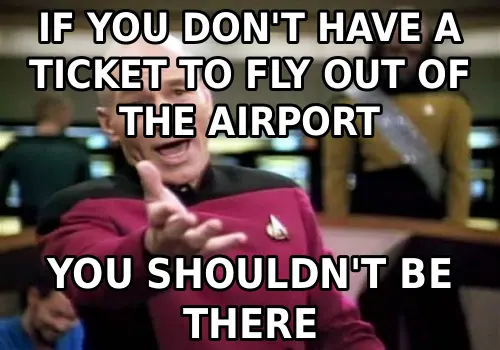 IF YOU DON'T HAVE A
TICKET TO FLY OUT OF
THE AIRPORT
YOU SHOULDN'T BE
THERE